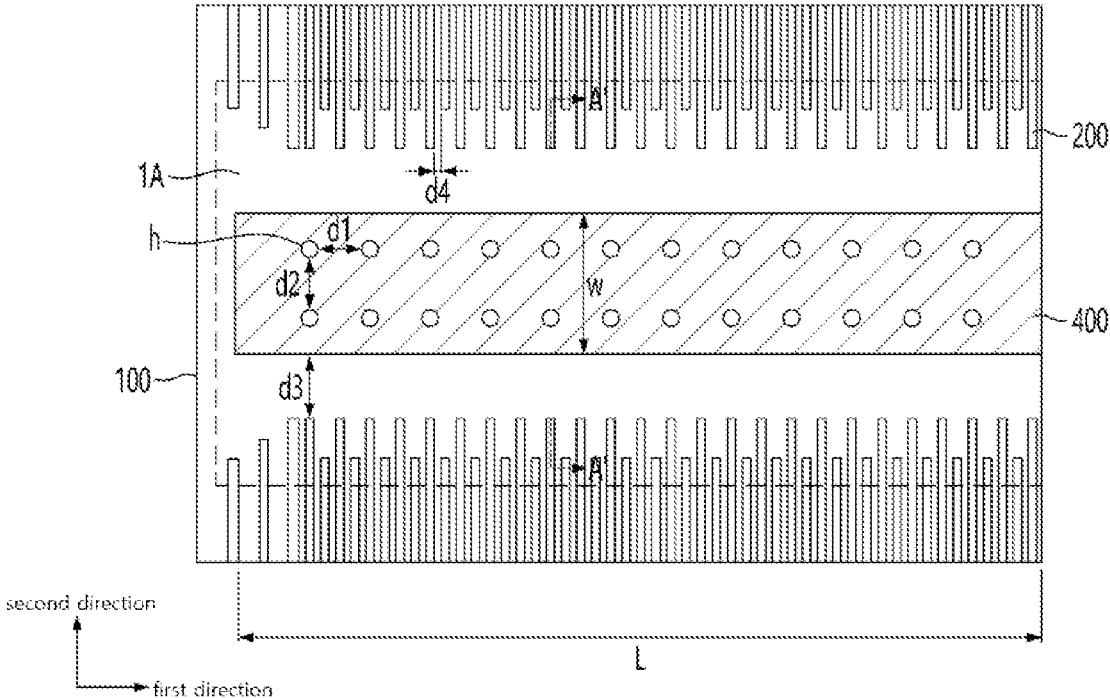 A'
200
1A
d4
h
d1
d2
w
400
100
d3
A'
second direction
L
first direction